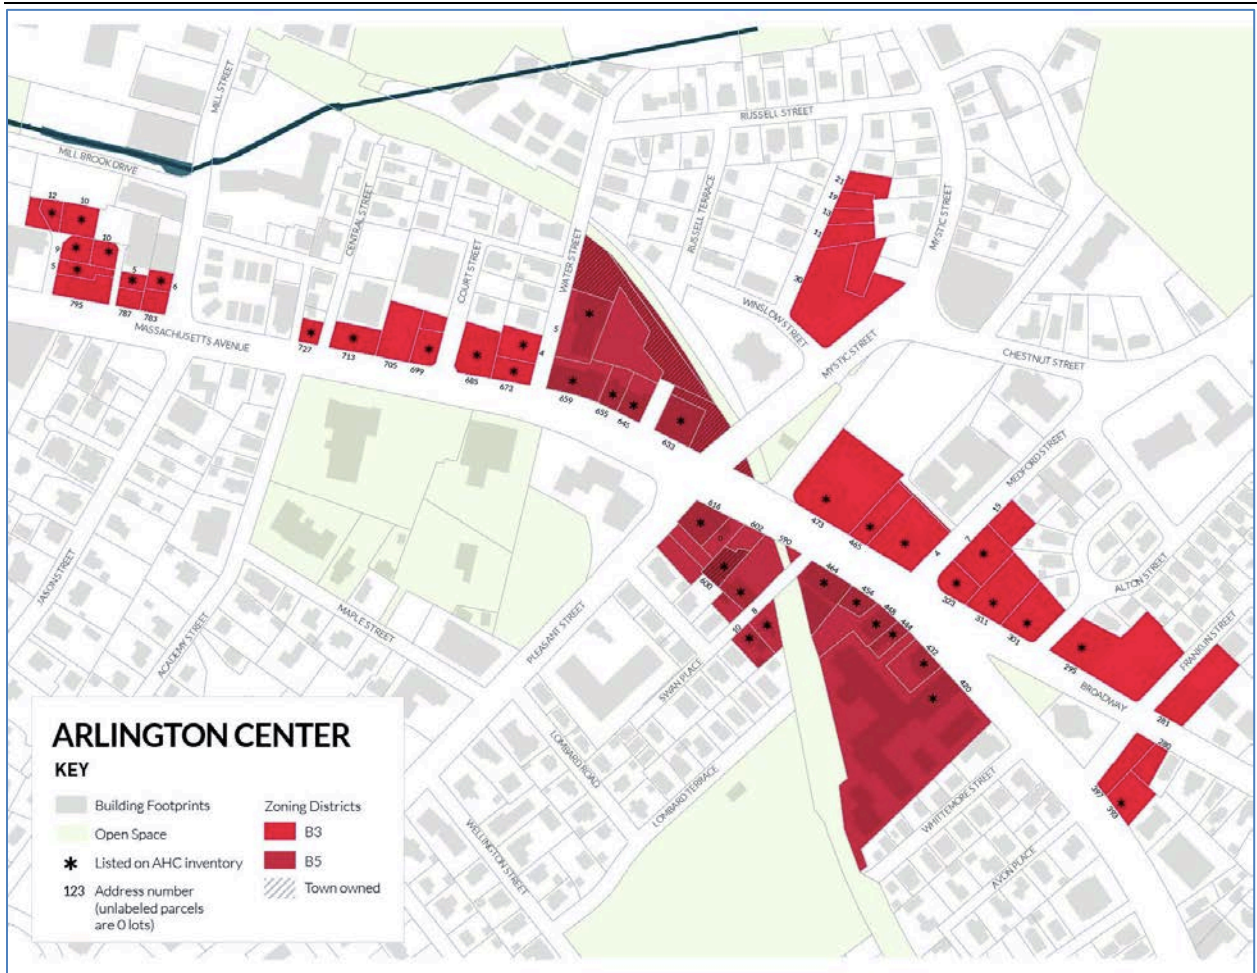 MILL STREET
RUSSELL STREET
MILL BROOK DRIVE
CENTRAL STREET
COURT STREET
WATER STREET
RUSSELL TERRACE
MYSTIC STREET
WINSLOW STREET
MYSTIC STREET
CHESTNUT STREET
MASSACHUSETTS AVENUE
12
10
9
10
5
5
6
795
787
783
727
713
705
699
685
673
5
4
659
655
645
633
21
19
13
11
30
473
465
4
15
7
323
311
301
295
281
280
397
393
616
0
602
590
600
8
10
464
454
448
444
432
420
MEDFORD STREET
ALTON STREET
FRANKLIN STREET
BROADWAY
JASON STREET
ACADEMY STREET
MAPLE STREET
PLEASANT STREET
SWAN PLACE
LOMBARD ROAD
LOMBARD TERRACE
WELLINGTON STREET
WHITTEMORE STREET
AVON PLACE
ARLINGTON CENTER
KEY
Building Footprints
Open Space
Listed on AHC inventory
123 Address number
(unlabeled parcels
are 0 lots)
Zoning Districts
B3
B5
Town owned